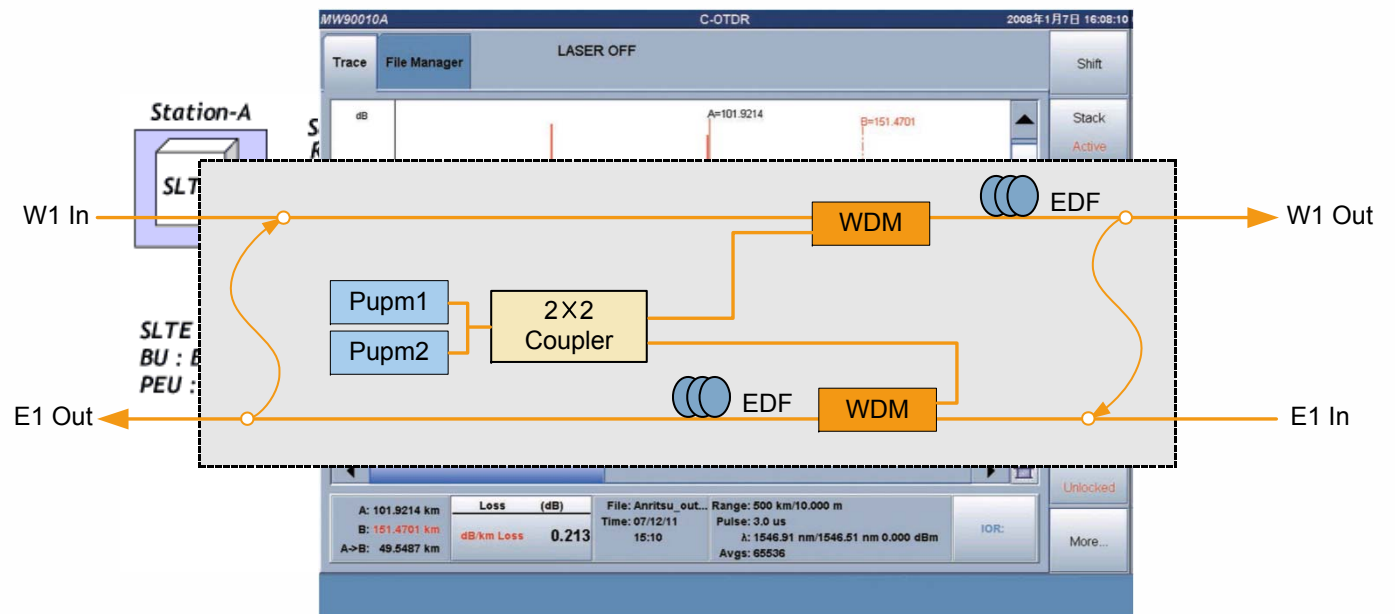 MW90010A C-OTDR 2008年1月7日 16:08:10
Trace File Manager LASER OFF Shift
Station-A
dB A=101.9214 B=151.4701 Stack
Active
W1 In WDM EDF W1 Out
Pupm1 2×2
Coupler
Pupm2
SLTE
BU :
PEU :
E1 Out EDF WDM E1 In
Unlocked
A: 101.9214 km Loss (dB) File: Anritsu_out... Range: 500 km/10.000 m
B: 151.4701 km dB/km Loss 0.213 Time: 07/12/11 Pulse: 3.0 us IOR: More...
15:10 λ: 1546.91 nm/1546.51 nm 0.000 dBm
A->B: 49.5487 km Avgs: 65536